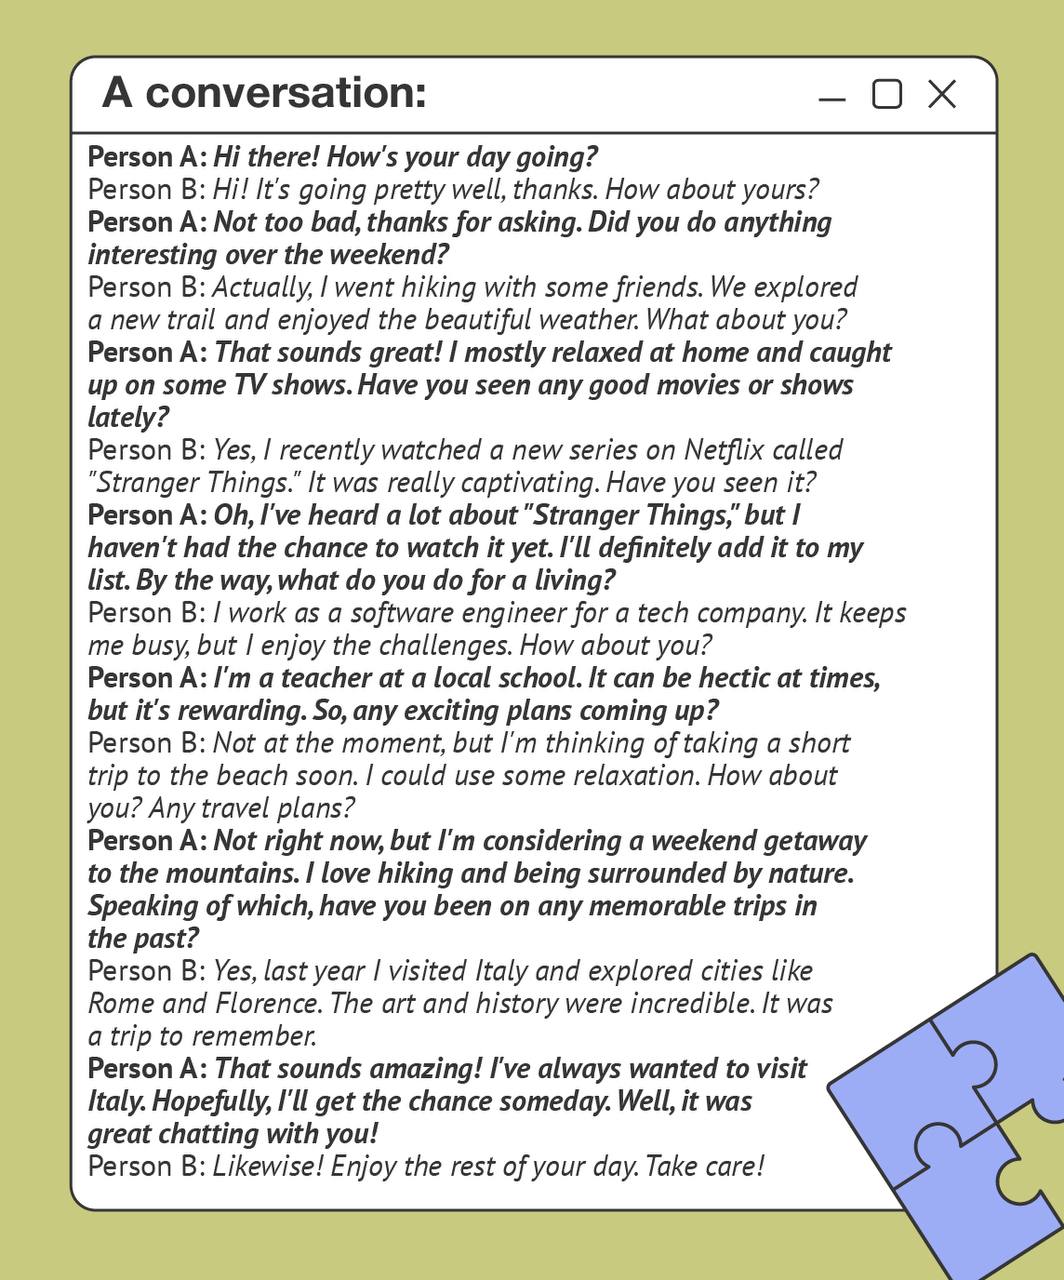 A conversation:
Person A: Hi there! How's your day going?
Person B: Hi! It's going pretty well, thanks. How about yours?
Person A: Not too bad, thanks for asking. Did you do anything
interesting over the weekend?
Person B: Actually, I went hiking with some friends. We explored
a new trail and enjoyed the beautiful weather. What about you?
Person A: That sounds great! I mostly relaxed at home and caught
up on some TV shows. Have you seen any good movies or shows
lately?
Person B: Yes, I recently watched a new series on Netflix called
"Stranger Things." It was really captivating. Have you seen it?
Person A: Oh, I've heard a lot about "Stranger Things," but I
haven't had the chance to watch it yet. I'll definitely add it to my
list. By the way, what do you do for a living?
Person B: I work as a software engineer for a tech company. It keeps
me busy, but I enjoy the challenges. How about you?
Person A: I'm a teacher at a local school. It can be hectic at times,
but it's rewarding. So, any exciting plans coming up?
Person B: Not at the moment, but I'm thinking of taking a short
trip to the beach soon. I could use some relaxation. How about
you? Any travel plans?
Person A: Not right now, but I'm considering a weekend getaway
to the mountains. I love hiking and being surrounded by nature.
Speaking of which, have you been on any memorable trips in
the past?
Person B: Yes, last year I visited Italy and explored cities like
Rome and Florence. The art and history were incredible. It was
a trip to remember.
Person A: That sounds amazing! I've always wanted to visit
Italy. Hopefully, I'll get the chance someday. Well, it was
great chatting with you!
Person B: Likewise! Enjoy the rest of your day. Take care!